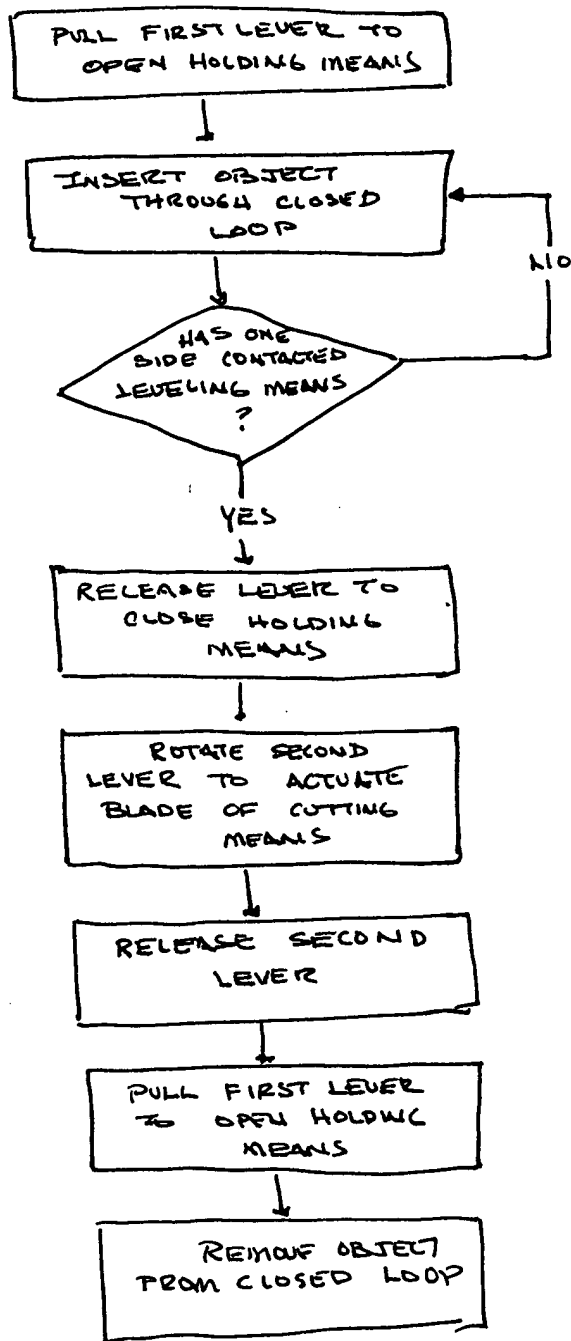 PULL FIRST LEVER TO
OPEN HOLDING MEANS
INSERT OBJECT
THROUGH CLOSED
LOOP
NO
HAS ONE
SIDE CONTACTED
LEVELING MEANS
?
YES
RELEASE LEVER TO
CLOSE HOLDING
MEANS
ROTATE SECOND
LEVER TO ACTUATE
BLADE OF CUTTING
MEANS
RELEASE SECOND
LEVER
PULL FIRST LEVER
TO OPEN HOLDING
MEANS
REMOVE OBJECT
FROM CLOSED LOOP